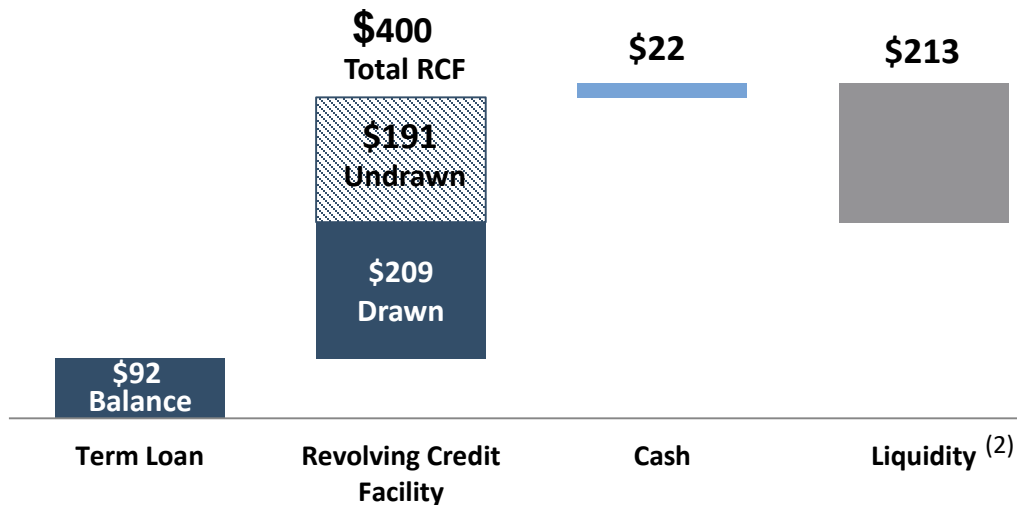 $400
Total RCF
$22
$213
$191
Undrawn
$209
Drawn
$92
Balance
Term Loan
Revolving Credit
Facility
Cash
Liquidity (2)